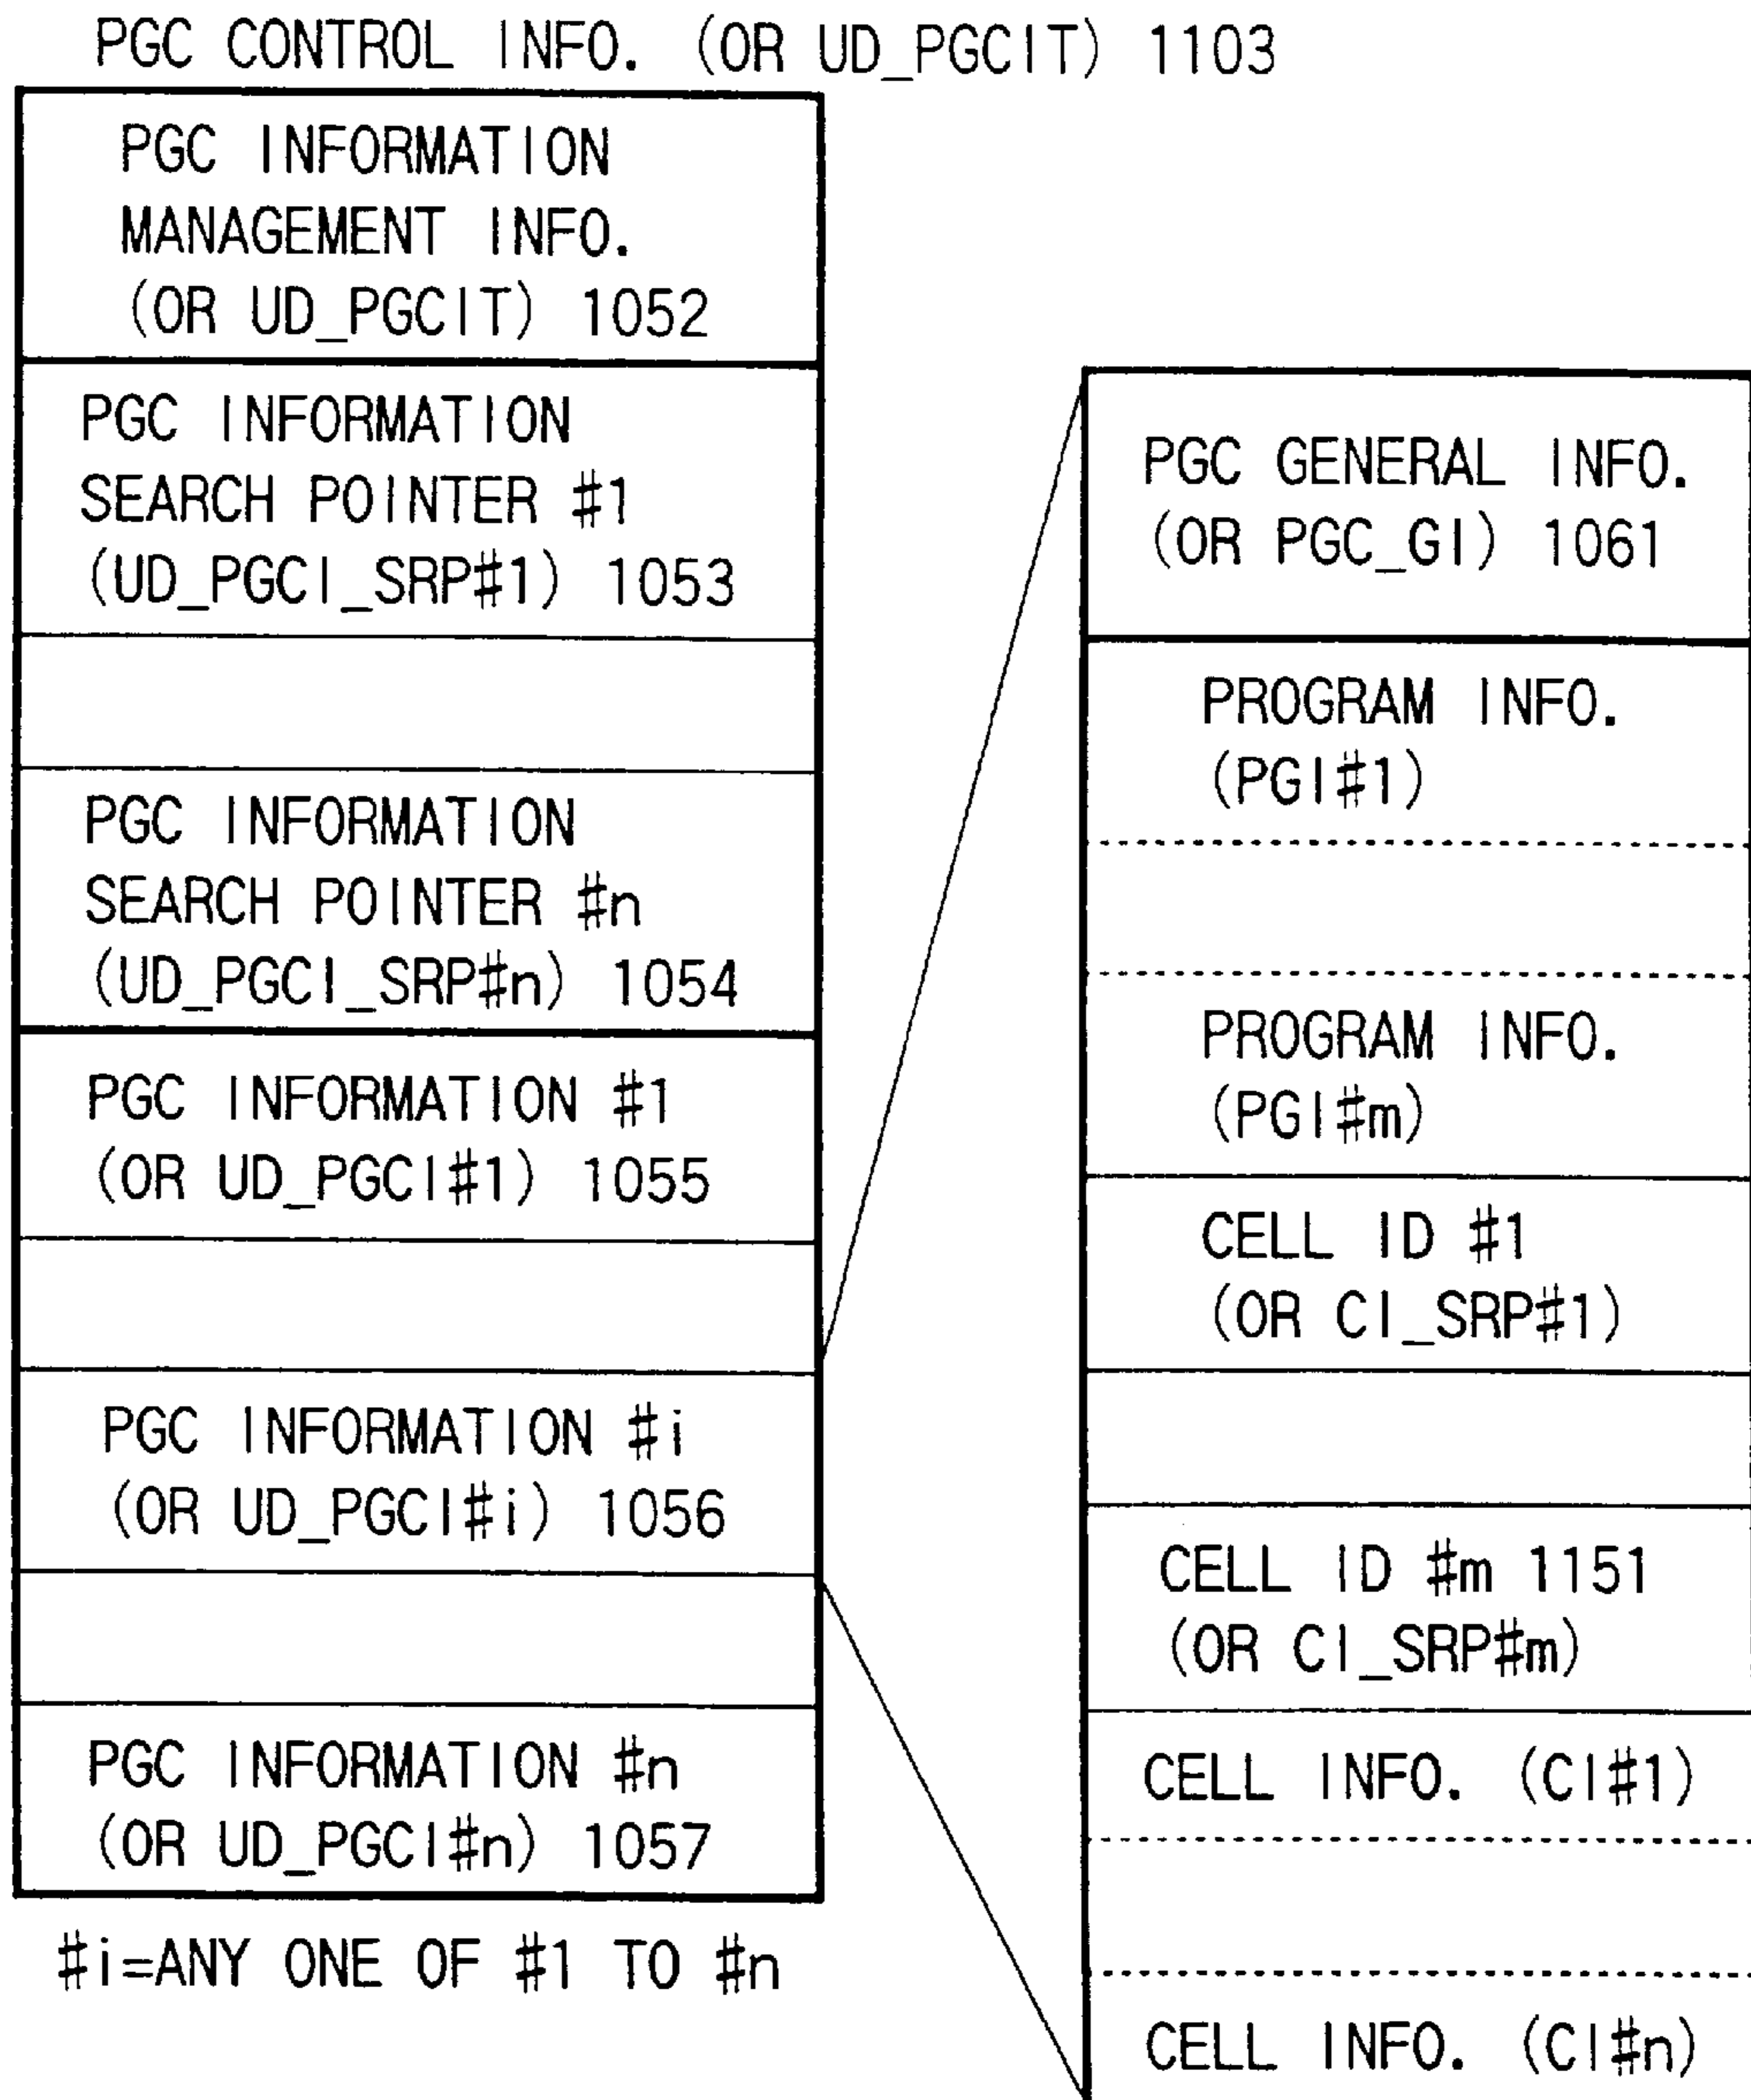 PGC CONTROL INFO. (OR UD_PGCIT) 1103
PGC INFORMATION
MANAGEMENT INFO.
(OR UD_PGCIT) 1052
PGC INFORMATION
SEARCH POINTER #1
(UD_PGCI_SRP#1) 1053
PGC INFORMATION
SEARCH POINTER #n
(UD_PGCI_SRP#n) 1054
PGC INFORMATION #1
(OR UD_PGCI#1) 1055
PGC INFORMATION #i
(OR UD_PGCI#i) 1056
PGC INFORMATION #n
(OR UD_PGCI#n) 1057
#i=ANY ONE OF #1 TO #n
PGC GENERAL INFO.
(OR PGC_GI) 1061
PROGRAM INFO.
(PGI#1)
PROGRAM INFO.
(PGI#m)
CELL ID #1
(OR CI_SRP#1)
CELL ID #m 1151
(OR CI_SRP#m)
CELL INFO. (CI#1)
CELL INFO. (CI#n)